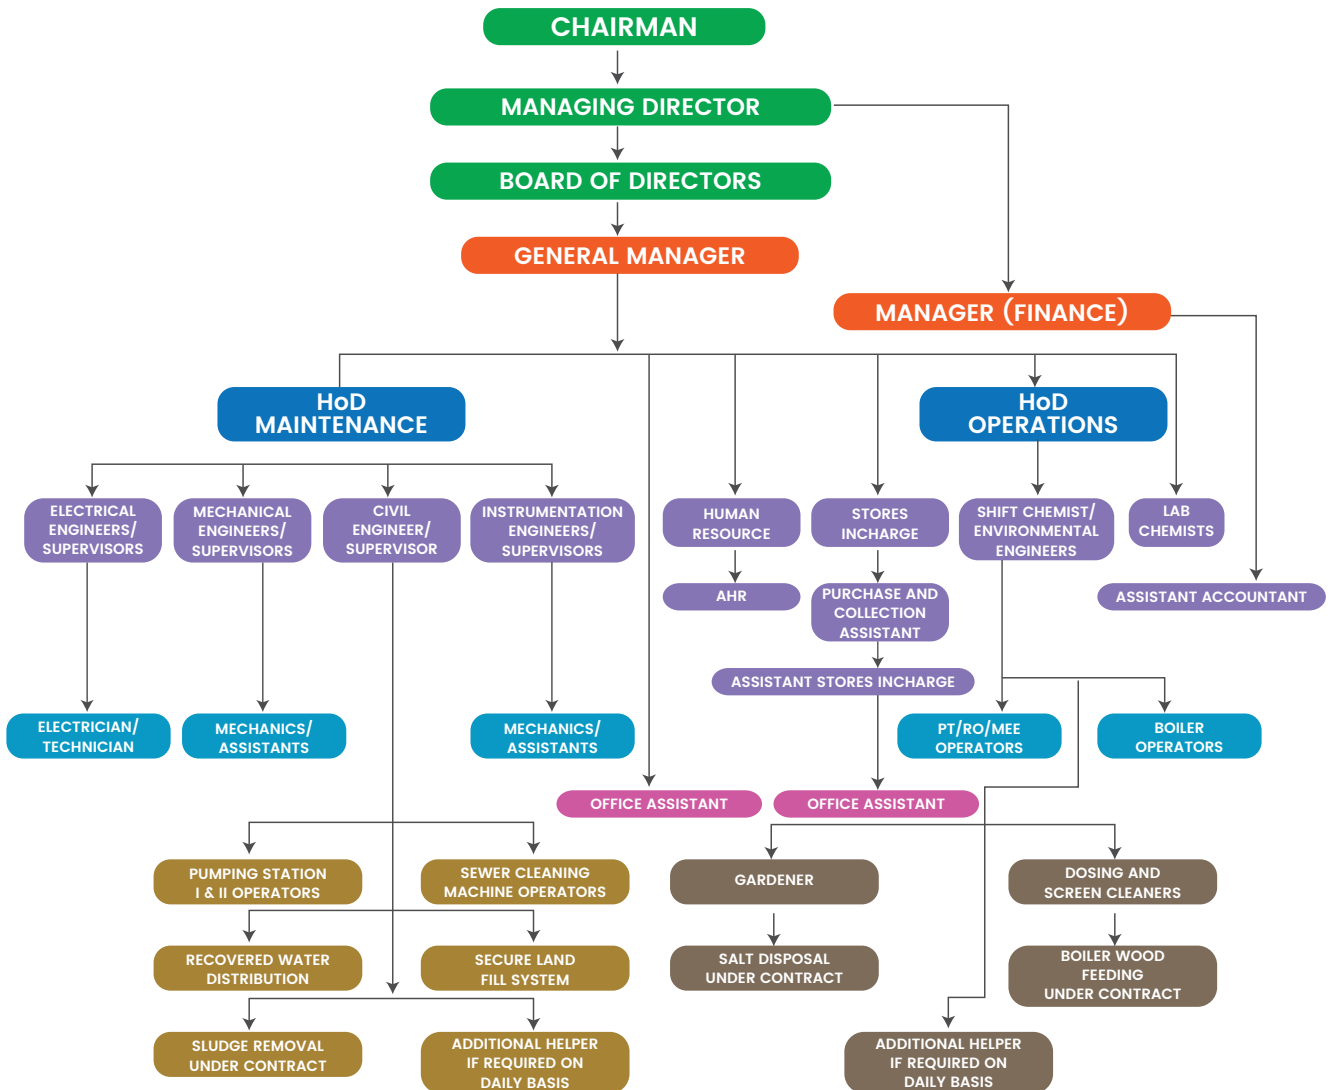 CHAIRMAN
MANAGING DIRECTOR
BOARD OF DIRECTORS
GENERAL MANAGER
MANAGER (FINANCE)
HoD
MAINTENANCE
HoD
OPERATIONS
ELECTRICAL
ENGINEERS/
SUPERVISORS
MECHANICAL
ENGINEERS/
SUPERVISORS
CIVIL
ENGINEER/
SUPERVISOR
INSTRUMENTATION
ENGINEERS/
SUPERVISORS
HUMAN
RESOURCE
STORES
INCHARGE
SHIFT CHEMIST/
ENVIRONMENTAL
ENGINEERS
LAB
CHEMISTS
AHR
PURCHASE AND
COLLECTION
ASSISTANT
ASSISTANT ACCOUNTANT
ASSISTANT STORES INCHARGE
ELECTRICIAN/
TECHNICIAN
MECHANICS/
ASSISTANTS
MECHANICS/
ASSISTANTS
PT/RO/MEE
OPERATORS
BOILER
OPERATORS
OFFICE ASSISTANT
OFFICE ASSISTANT
PUMPING STATION
I & II OPERATORS
SEWER CLEANING
MACHINE OPERATORS
GARDENER
DOSING AND
SCREEN CLEANERS
RECOVERED WATER
DISTRIBUTION
SECURE LAND
FILL SYSTEM
SALT DISPOSAL
UNDER CONTRACT
BOILER WOOD
FEEDING
UNDER CONTRACT
SLUDGE REMOVAL
UNDER CONTRACT
ADDITIONAL HELPER
IF REQUIRED ON
DAILY BASIS
ADDITIONAL HELPER
IF REQUIRED ON
DAILY BASIS